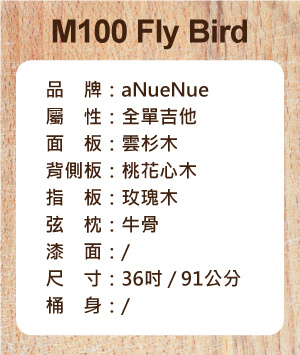 M100 Fly Bird
品　牌：aNueNue
屬　性：全單吉他
面　板：雲杉木
背側板：桃花心木
指　板：玫瑰木
弦　枕：牛骨
漆　面：/
尺　寸：36吋 / 91公分
桶　身：/